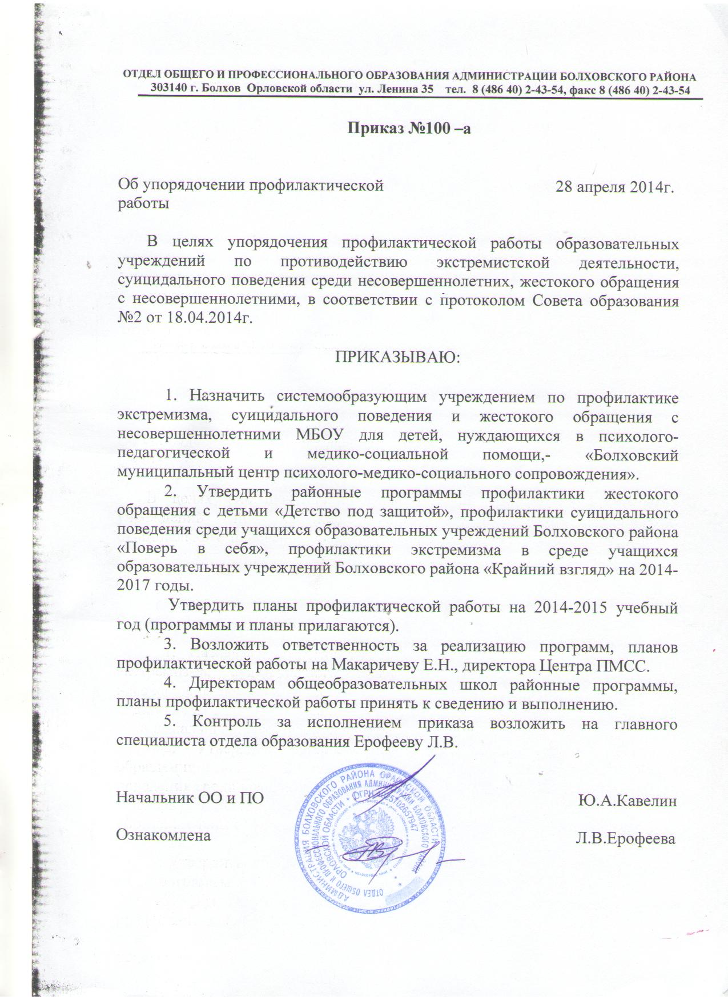 ОТДЕЛ ОБЩЕГО И ПРОФЕССИОНАЛЬНОГО ОБРАЗОВАНИЯ АДМИНИСТРАЦИИ БОЛХОВСКОГО РАЙОНА
303140 г. Болхов Орловской области ул. Ленина 35 тел. 8 (486 40) 2-43-54, факс 8 (486 40) 2-43-54
Приказ №100 –а
Об упорядочении профилактической 28 апреля 2014г.
работы
В целях упорядочения профилактической работы образовательных
учреждений по противодействию экстремистской деятельности,
суицидального поведения среди несовершеннолетних, жестокого обращения
с несовершеннолетними, в соответствии с протоколом Совета образования
№2 от 18.04.2014г.
ПРИКАЗЫВАЮ:
1. Назначить системообразующим учреждением по профилактике
экстремизма, суицидального поведения и жестокого обращения с
несовершеннолетними МБОУ для детей, нуждающихся в психолого-
педагогической и медико-социальной помощи,- «Болховский
муниципальный центр психолого-медико-социального сопровождения».
2. Утвердить районные программы профилактики жестокого
обращения с детьми «Детство под защитой», профилактики суицидального
поведения среди учащихся образовательных учреждений Болховского района
«Поверь в себя», профилактики экстремизма в среде учащихся
образовательных учреждений Болховского района «Крайний взгляд» на 2014-
2017 годы.
Утвердить планы профилактической работы на 2014-2015 учебный
год (программы и планы прилагаются).
3. Возложить ответственность за реализацию программ, планов
профилактической работы на Макаричеву Е.Н., директора Центра ПМСС.
4. Директорам общеобразовательных школ районные программы,
планы профилактической работы принять к сведению и выполнению.
5. Контроль за исполнением приказа возложить на главного
специалиста отдела образования Ерофееву Л.В.
Начальник ОО и ПО Ю.А.Кавелин
Ознакомлена Л.В.Ерофеева
АДМИНИСТРАЦИЯ БОЛХОВСКОГО РАЙОНА ОРЛОВСКОЙ ОБЛАСТИ
ОТДЕЛ ОБЩЕГО И ПРОФЕССИОНАЛЬНОГО ОБРАЗОВАНИЯ АДМИНИСТРАЦИИ БОЛХОВСКОГО РАЙОНА
ОРЛОВСКОЙ ОБЛАСТИ * ОГРН